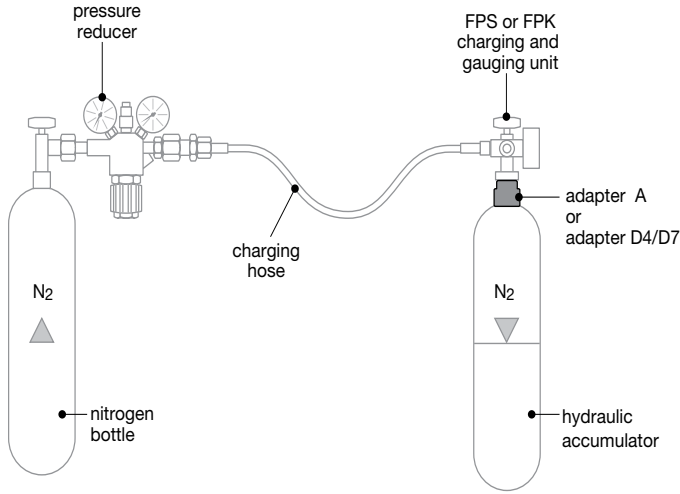 pressure
reducer
FPS or FPK
charging and
gauging unit
adapter A
or
adapter D4/D7
charging
hose
N2
N2
nitrogen
bottle
hydraulic
accumulator